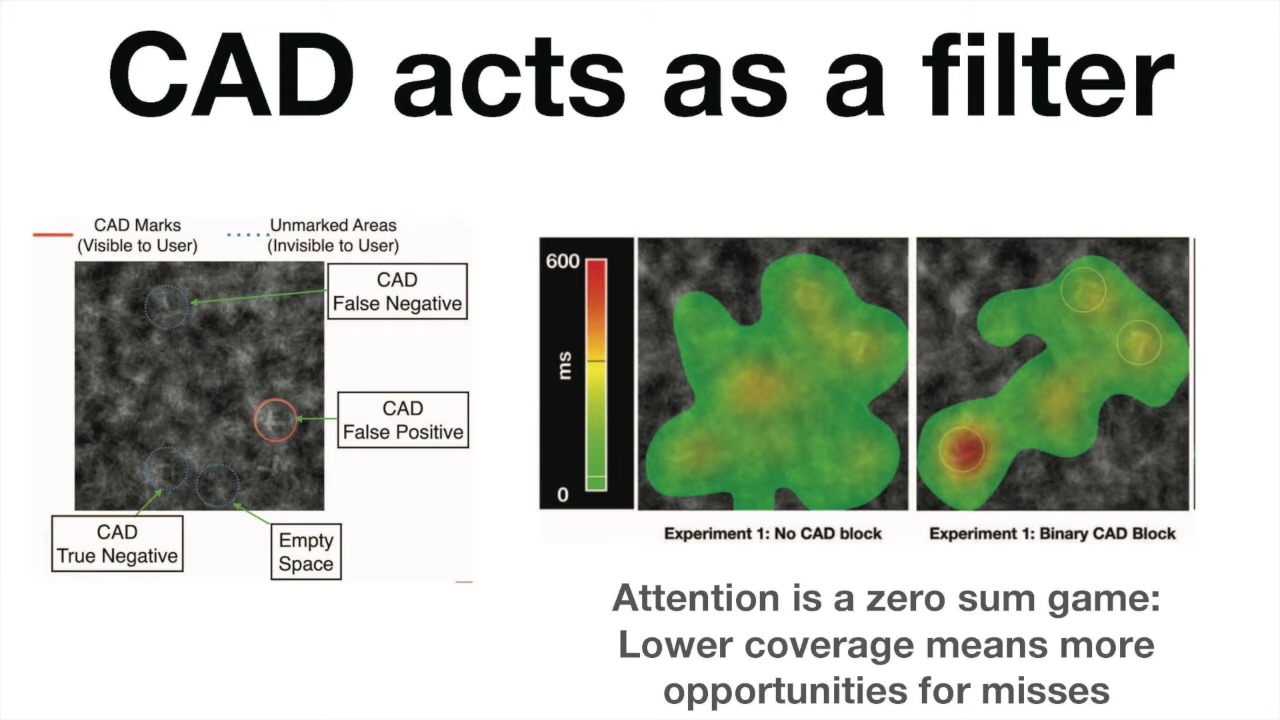 CAD acts as a filter
CAD Marks
(Visible to User)
Unmarked Areas
(Invisible to User)
CAD
False Negative
CAD
False Positive
CAD
True Negative
Empty
Space
600
ms
0
Experiment 1: No CAD block
Experiment 1: Binary CAD Block
Attention is a zero sum game:
Lower coverage means more
opportunities for misses